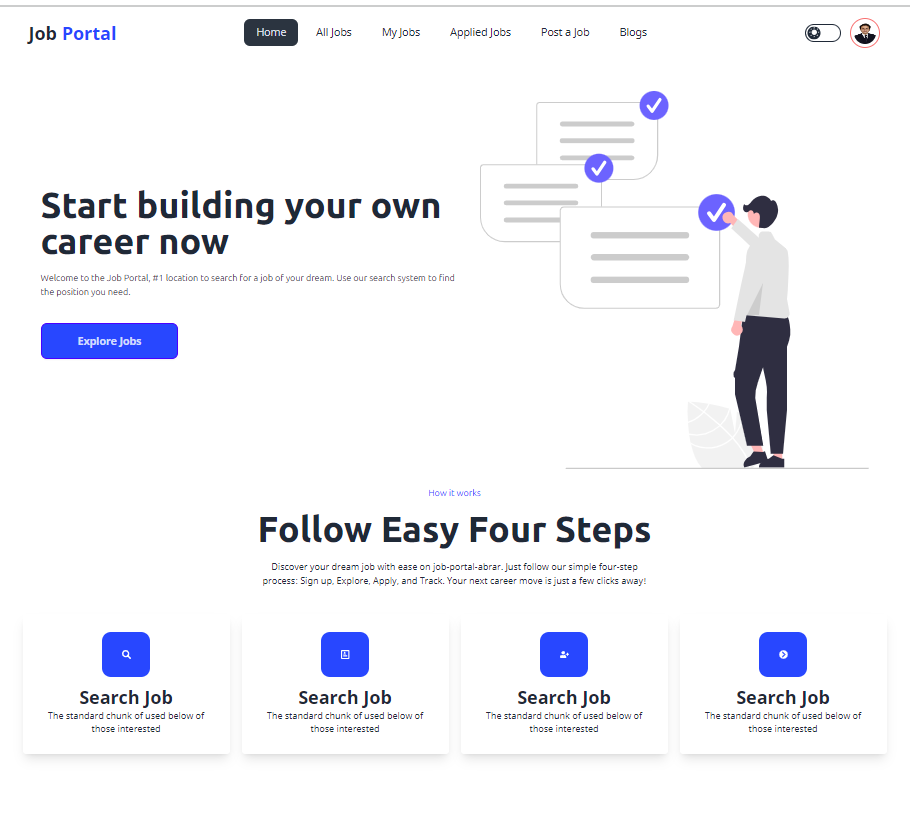 Job Portal
Home
All Jobs
My Jobs
Applied Jobs
Post a Job
Blogs
Start building your own
career now
Welcome to the Job Portal, #1 location to search for a job of your dream. Use our search system to find
the position you need.
Explore Jobs
How it works
Follow Easy Four Steps
Discover your dream job with ease on job-portal-abrar. Just follow our simple four-step
process: Sign up, Explore, Apply, and Track. Your next career move is just a few clicks away!
Search Job
The standard chunk of used below of
those interested
Search Job
The standard chunk of used below of
those interested
Search Job
The standard chunk of used below of
those interested
Search Job
The standard chunk of used below of
those interested